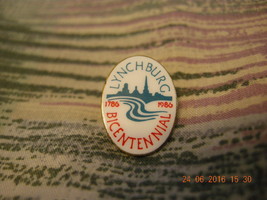 LYNCHBURG
1786 1986
BICENTENNIAL
24 06 2016 15 30